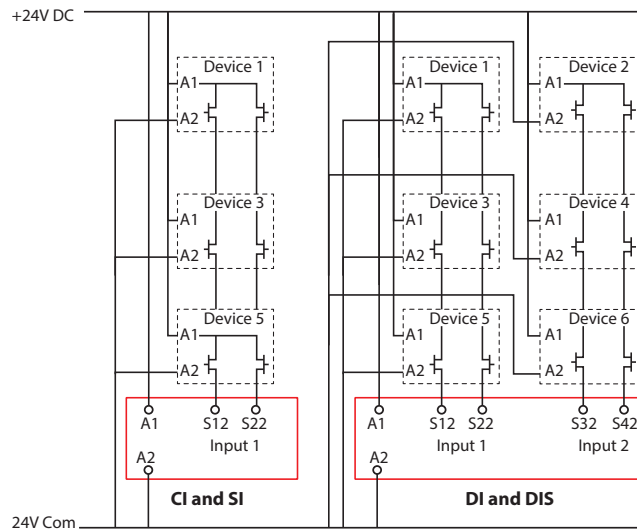 +24V DC
Device 1
A1
A2
Device 3
A1
A2
Device 5
A1
A2
A1
S12
S22
Input 1
A2
CI and SI
Device 1
A1
A2
Device 2
A1
A2
Device 3
A1
A2
Device 4
A1
A2
Device 5
A1
A2
Device 6
A1
A2
A1
S12
S22
S32
S42
Input 1
Input 2
A2
DI and DIS
24V Com